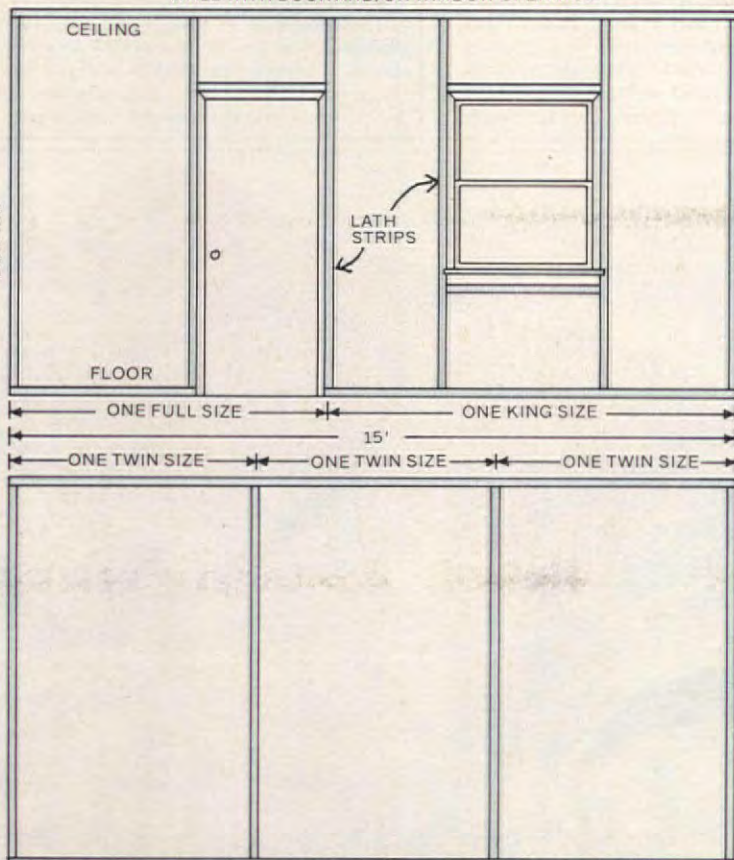 CEILING
LATH
STRIPS
FLOOR
ONE FULL SIZE
ONE KING SIZE
15'
ONE TWIN SIZE
ONE TWIN SIZE
ONE TWIN SIZE